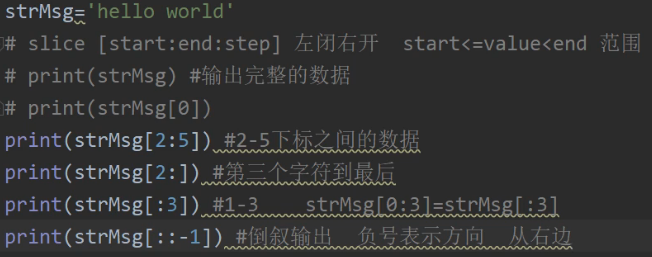 strMsg='hello world'
# slice [start:end:step] 左闭右开 start<=value<end 范围
# print(strMsg) #输出完整的数据
# print(strMsg[0])
print(strMsg[2:5]) #2-5下标之间的数据
print(strMsg[2:]) #第三个字符到最后
print(strMsg[:3]) #1-3 strMsg[0:3]=strMsg[:3]
print(strMsg[::-1]) #倒叙输出 负号表示方向 从右边